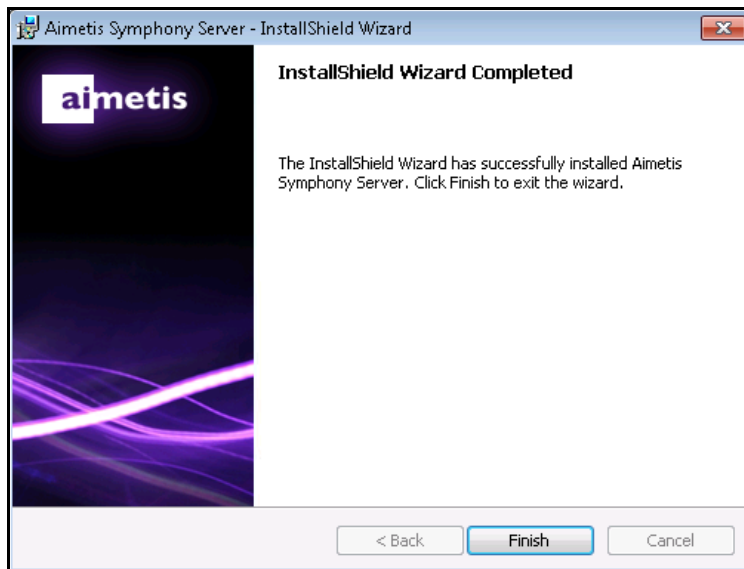 Aimetis Symphony Server - InstallShield Wizard
aimetis
InstallShield Wizard Completed
The InstallShield Wizard has successfully installed Aimetis
Symphony Server. Click Finish to exit the wizard.
< Back
Finish
Cancel